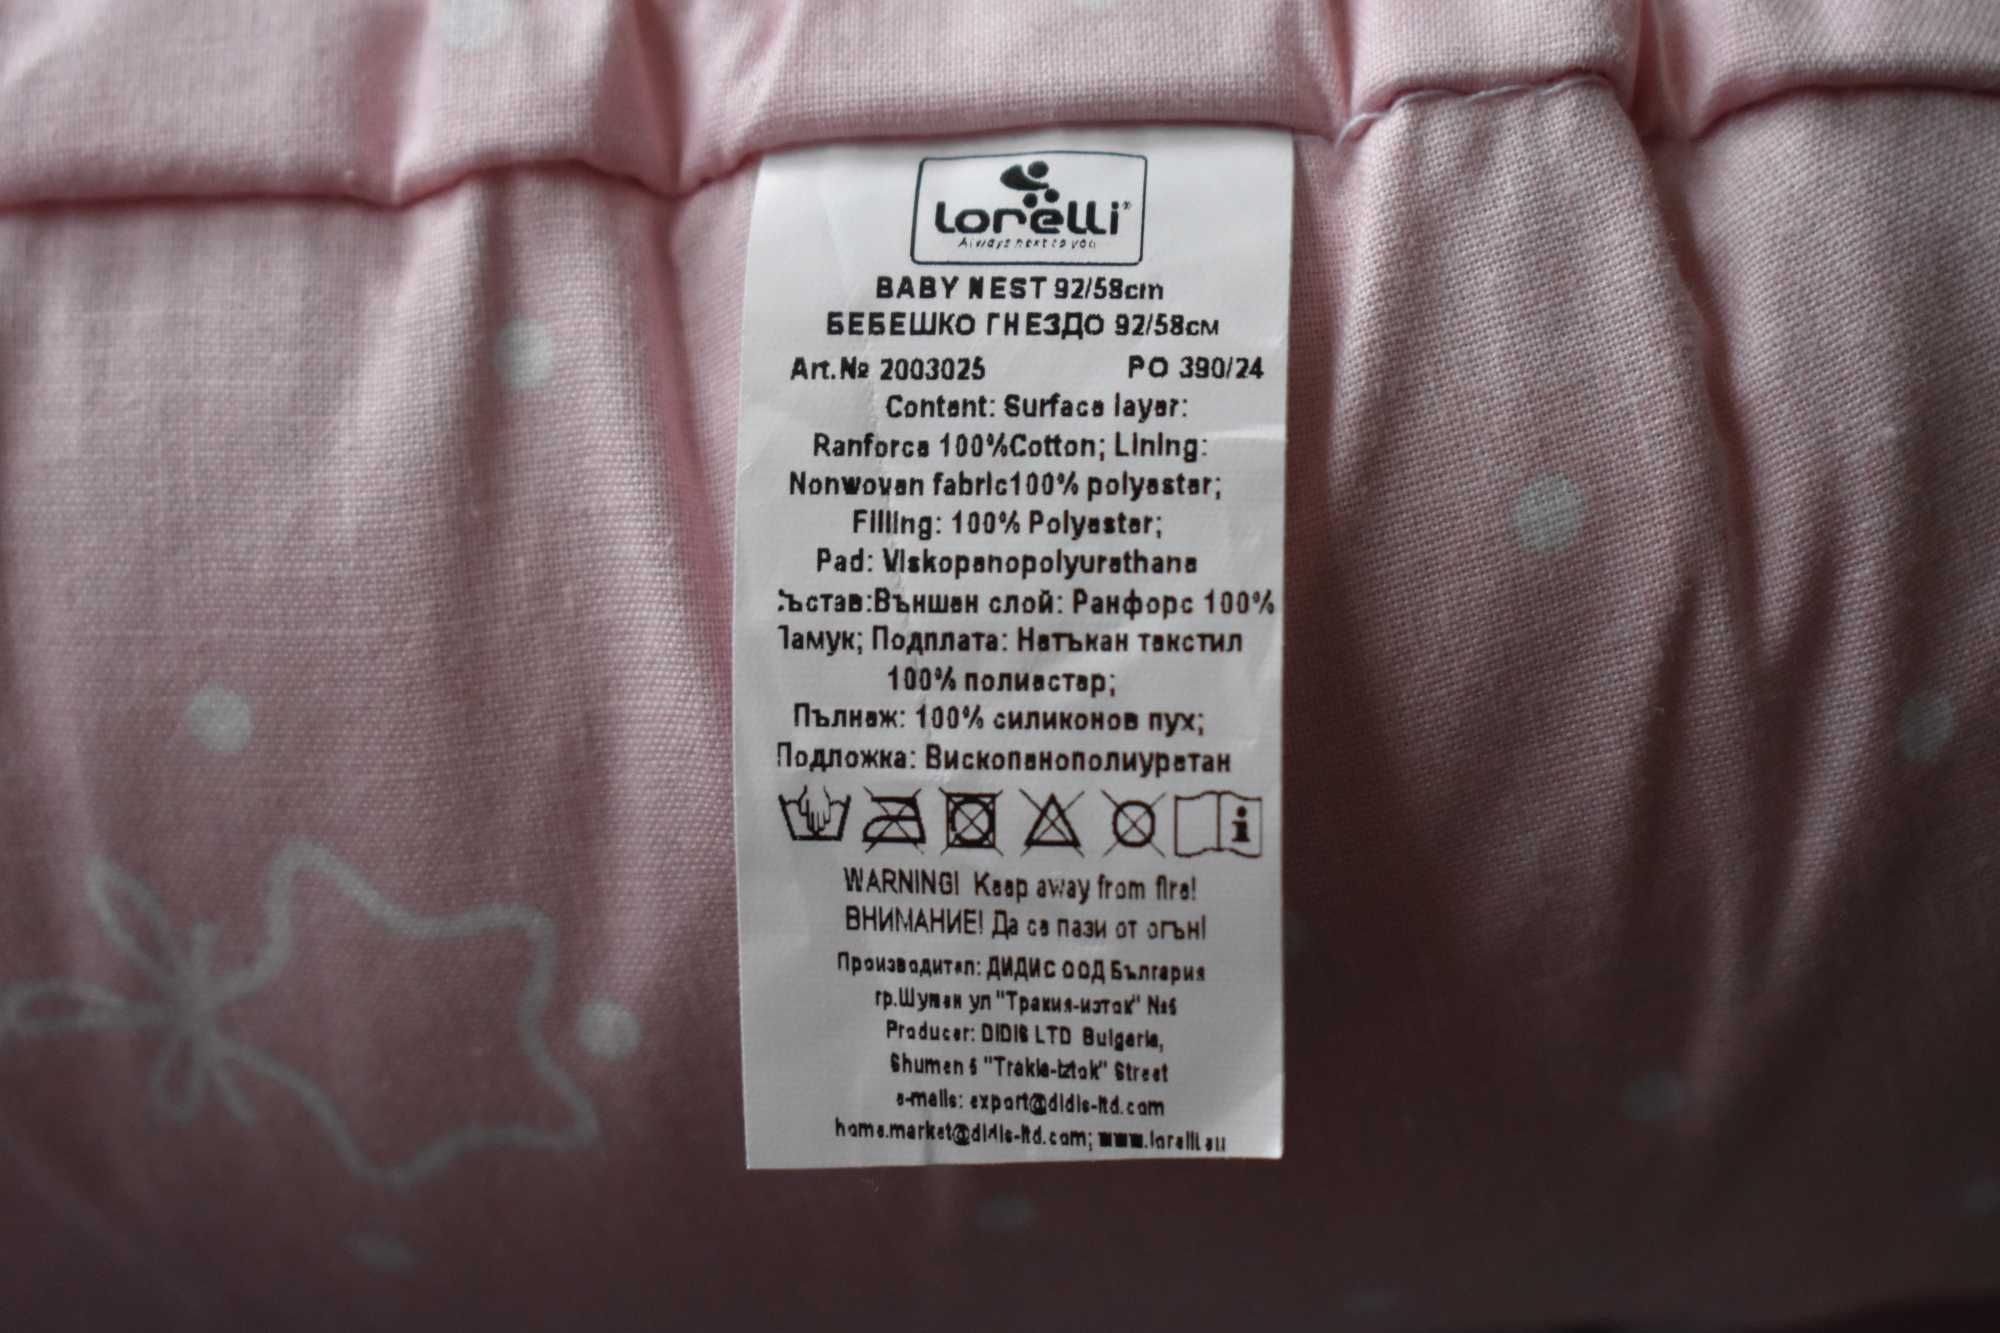 Lorelli®
Always next to you
BABY NEST 92/58cm
БЕБЕШКО ГНЕЗДО 92/58см
Art.№ 2003025 PO 390/24
Content: Surface layer:
Ranforce 100%Cotton; Lining:
Nonwoven fabric100% polyester;
Filling: 100% Polyester;
Pad: Viskopenopolyurethane
Състав:Външен слой: Ранфорс 100%
Памук; Подплата: Нетъкан текстил
100% полиестер;
Пълнеж: 100% силиконов пух;
Подложка: Вископенополиуретан
WARNING! Keep away from fire!
ВНИМАНИЕ! Да се пази от огън!
Производител: ДИДИС ООД България
гр.Шумен ул "Тракия-изток" №6
Producer: DIDIS LTD Bulgaria,
Shumen 6 "Trakia-iztok" Street
e-mails: export@didis-ltd.com
home.market@didis-ltd.com; www.lorelli.eu